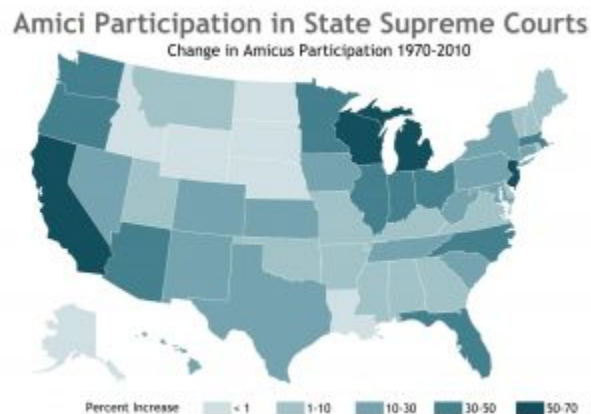 Amici Participation in State Supreme Courts
Change in Amicus Participation 1970-2010
Percent Increase < 1 1-10 10-30 30-50 50-70